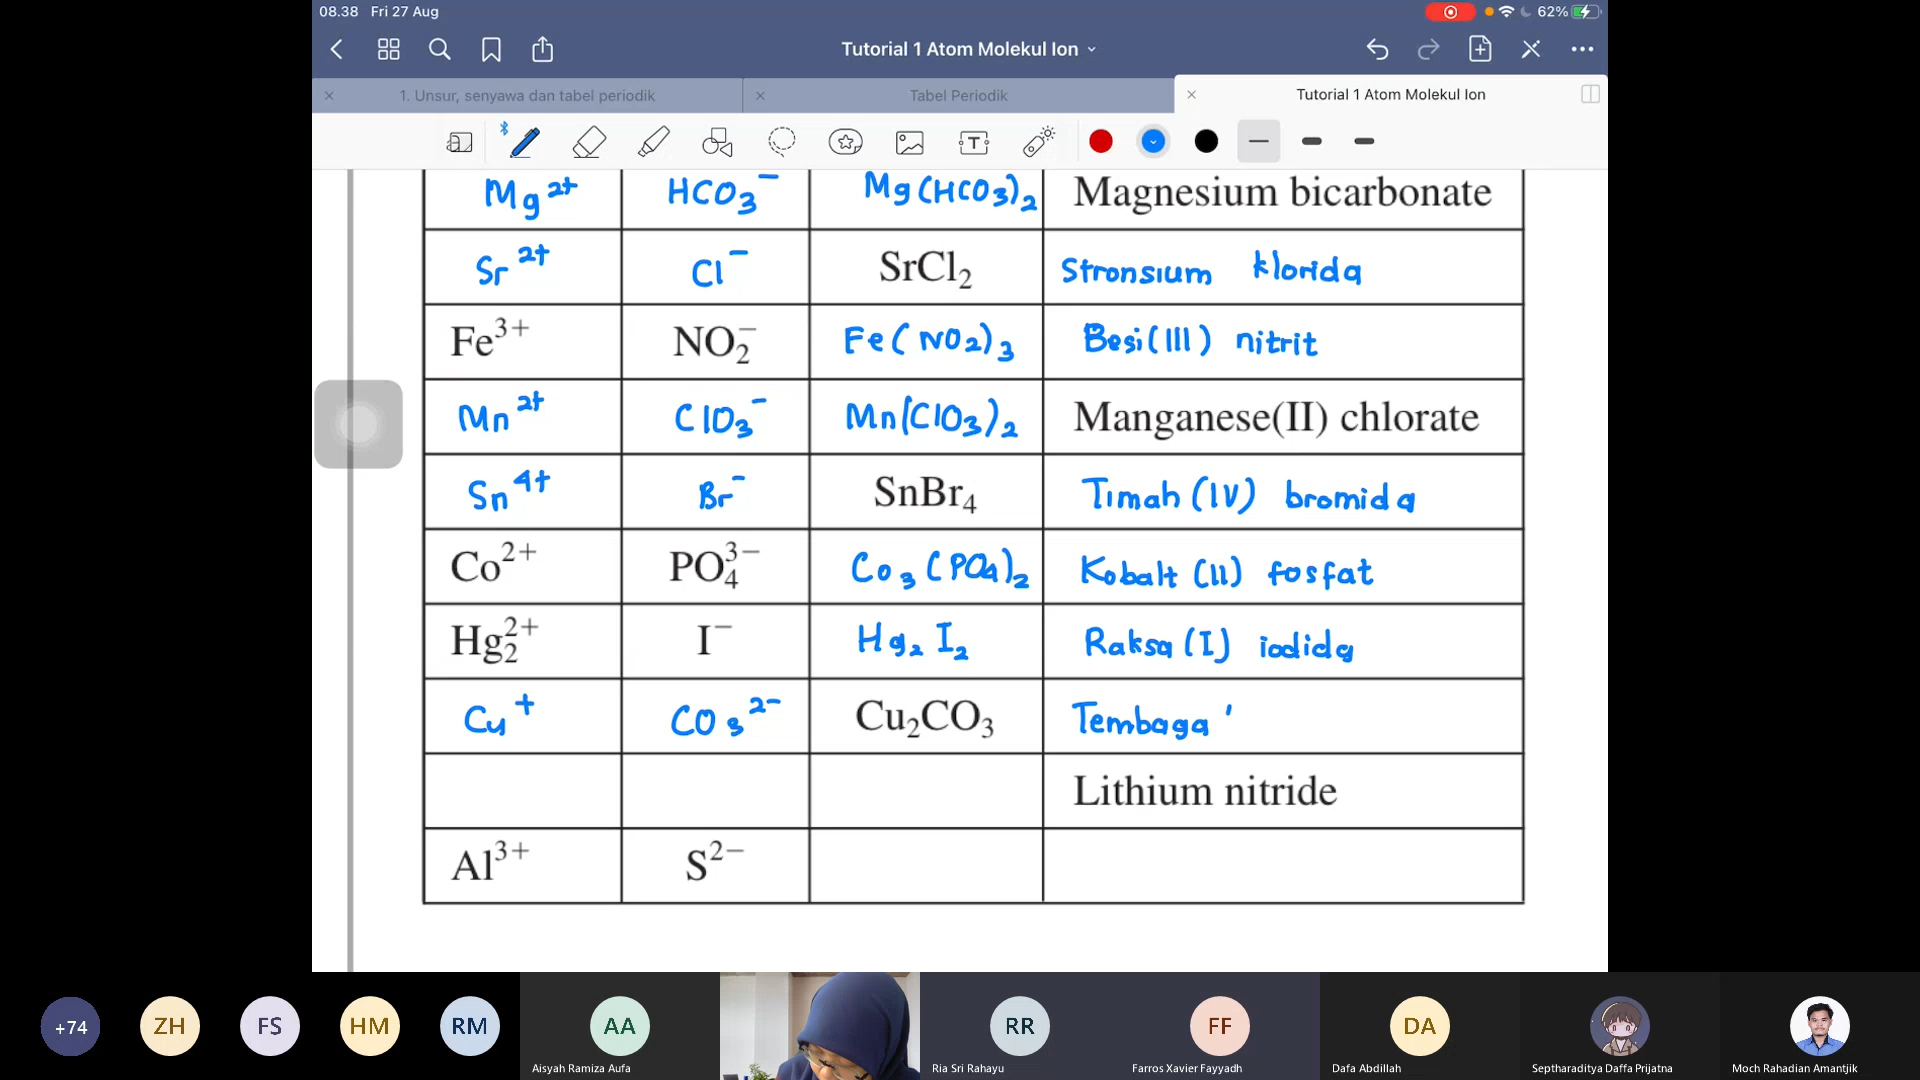 08.38 Fri 27 Aug 62%
Tutorial 1 Atom Molekul Ion
1. Unsur, senyawa dan tabel periodik Tabel Periodik Tutorial 1 Atom Molekul Ion
Mg²⁺ HCO₃⁻ Mg(HCO₃)₂ Magnesium bicarbonate
Sr²⁺ Cl⁻ SrCl₂ Stronsium klorida
Fe³⁺ NO₂⁻ Fe(NO₂)₃ Besi(III) nitrit
Mn²⁺ ClO₃⁻ Mn(ClO₃)₂ Manganese(II) chlorate
Sn⁴⁺ Br⁻ SnBr₄ Timah (IV) bromida
Co²⁺ PO₄³⁻ Co₃(PO₄)₂ Kobalt (II) fosfat
Hg₂²⁺ I⁻ Hg₂I₂ Raksa (I) iodida
Cu⁺ CO₃²⁻ Cu₂CO₃ Tembaga '
Lithium nitride
Al³⁺ S²⁻
+74 ZH FS HM RM AA RR FF DA
Aisyah Ramiza Aufa Ria Sri Rahayu Farros Xavier Fayyadh Dafa Abdillah Septharaditya Daffa Prijatna Moch Rahadian Amantjik